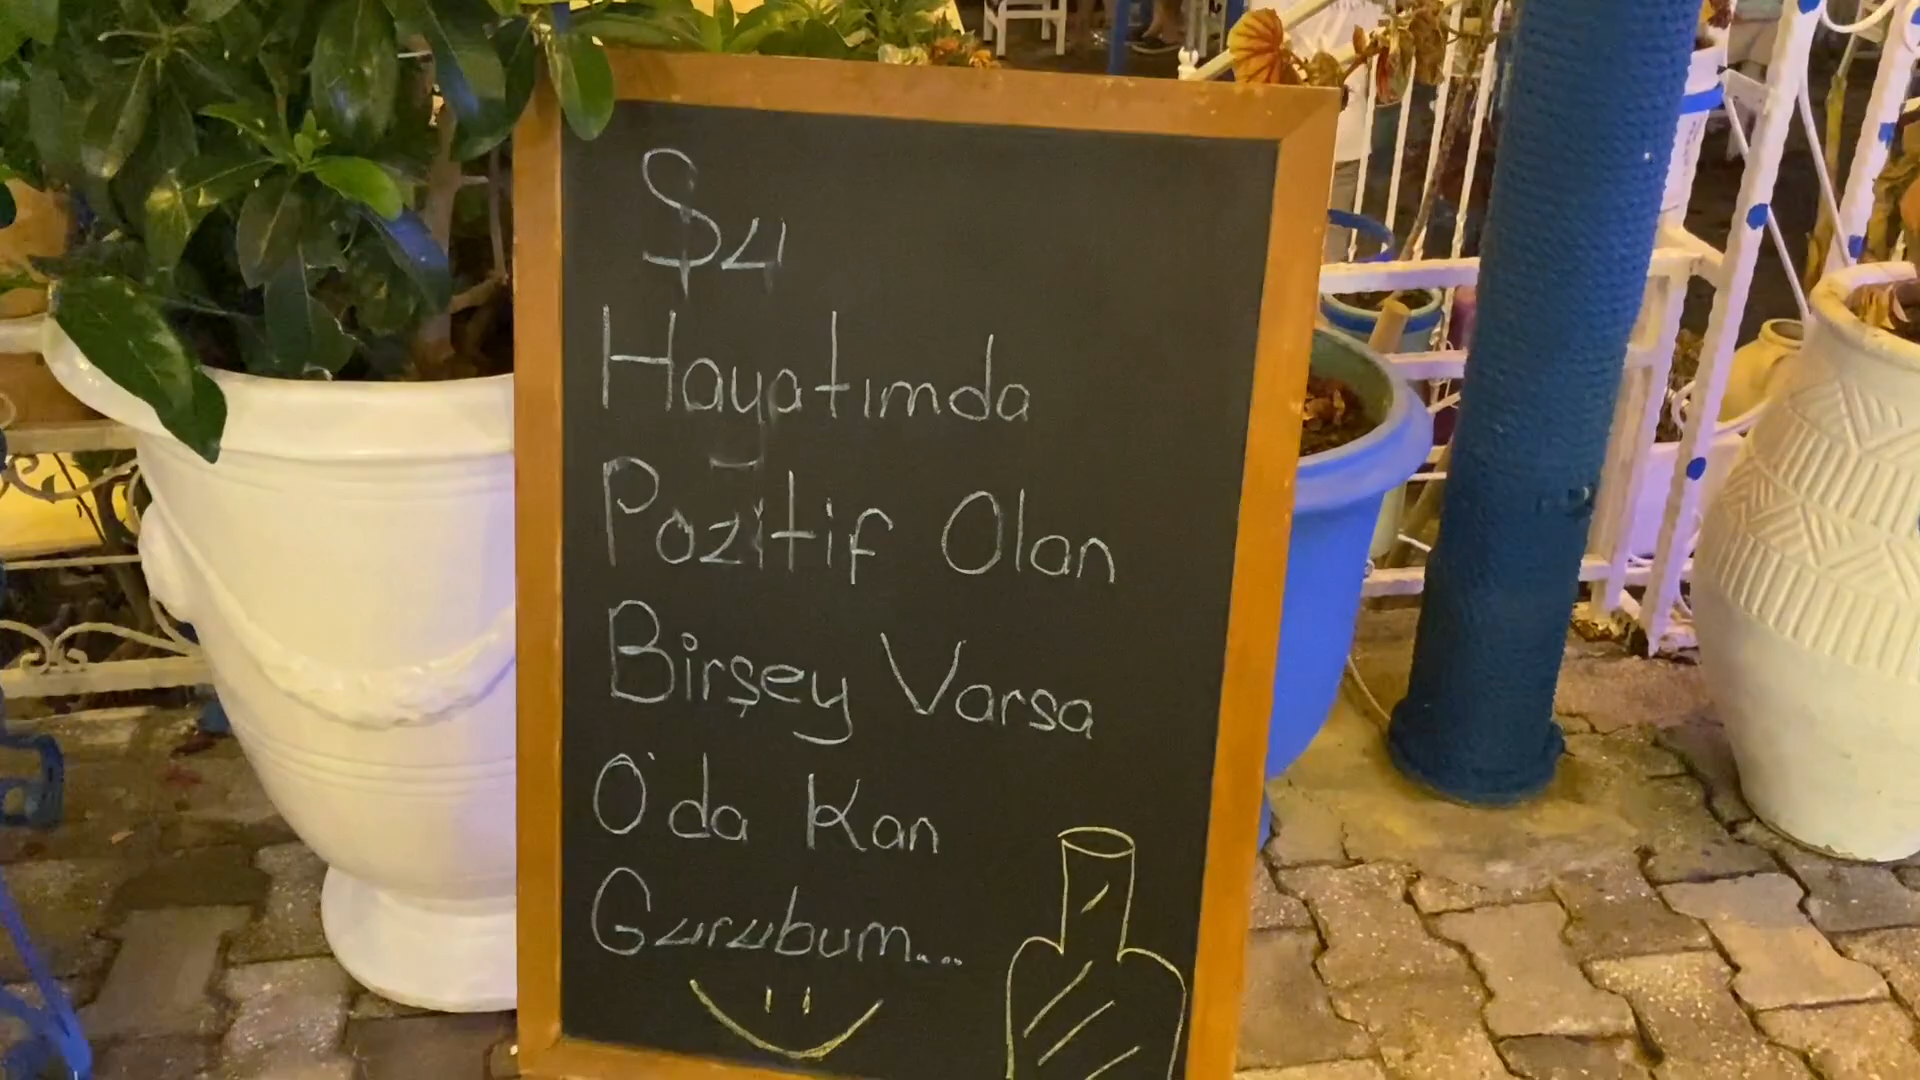 Şu
Hayatımda
Pozitif Olan
Birşey Varsa
O'da Kan
Gurubum...